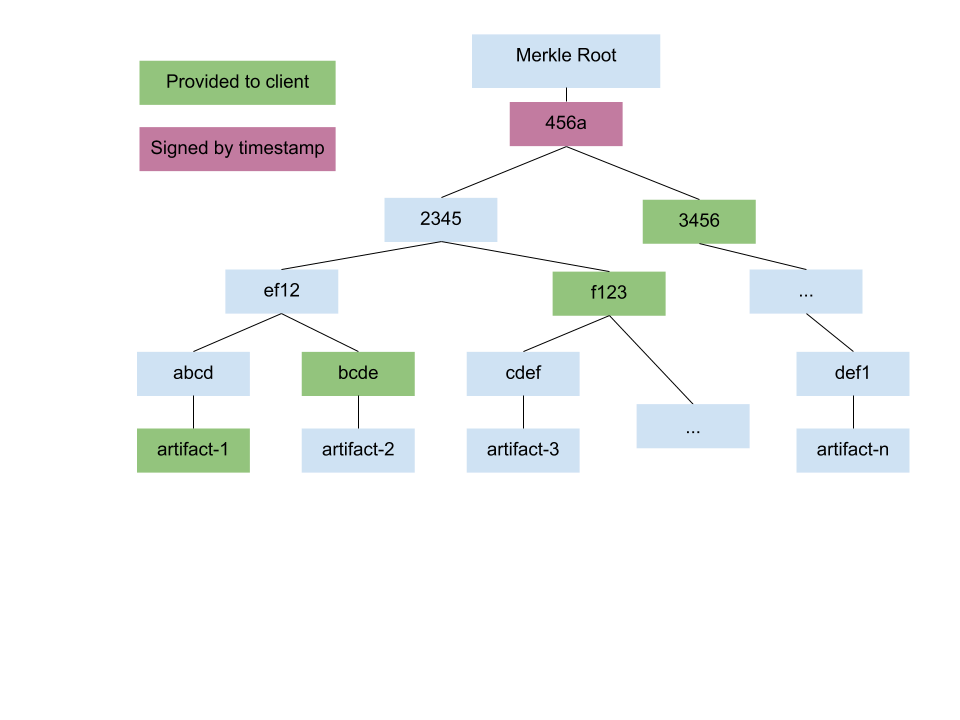 Merkle Root
Provided to client
456a
Signed by timestamp
2345
3456
ef12
f123
...
abcd
bcde
cdef
def1
...
artifact-1
artifact-2
artifact-3
artifact-n